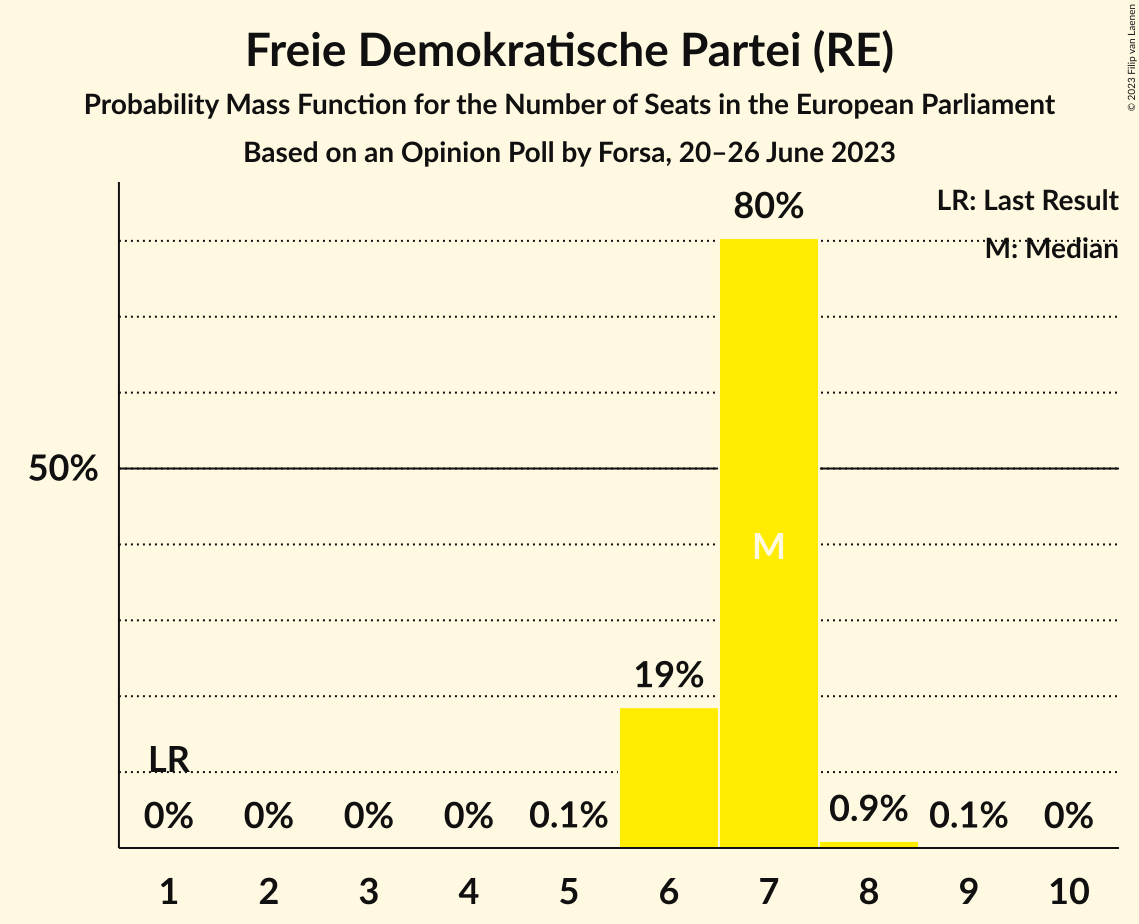 Freie Demokratische Partei (RE)
Probability Mass Function for the Number of Seats in the European Parliament
Based on an Opinion Poll by Forsa, 20–26 June 2023
© 2023 Filip van Laenen
LR: Last Result
M: Median
80%
50%
M
19%
LR
0% 0% 0% 0% 0.1% 0.9% 0.1% 0%
1 2 3 4 5 6 7 8 9 10